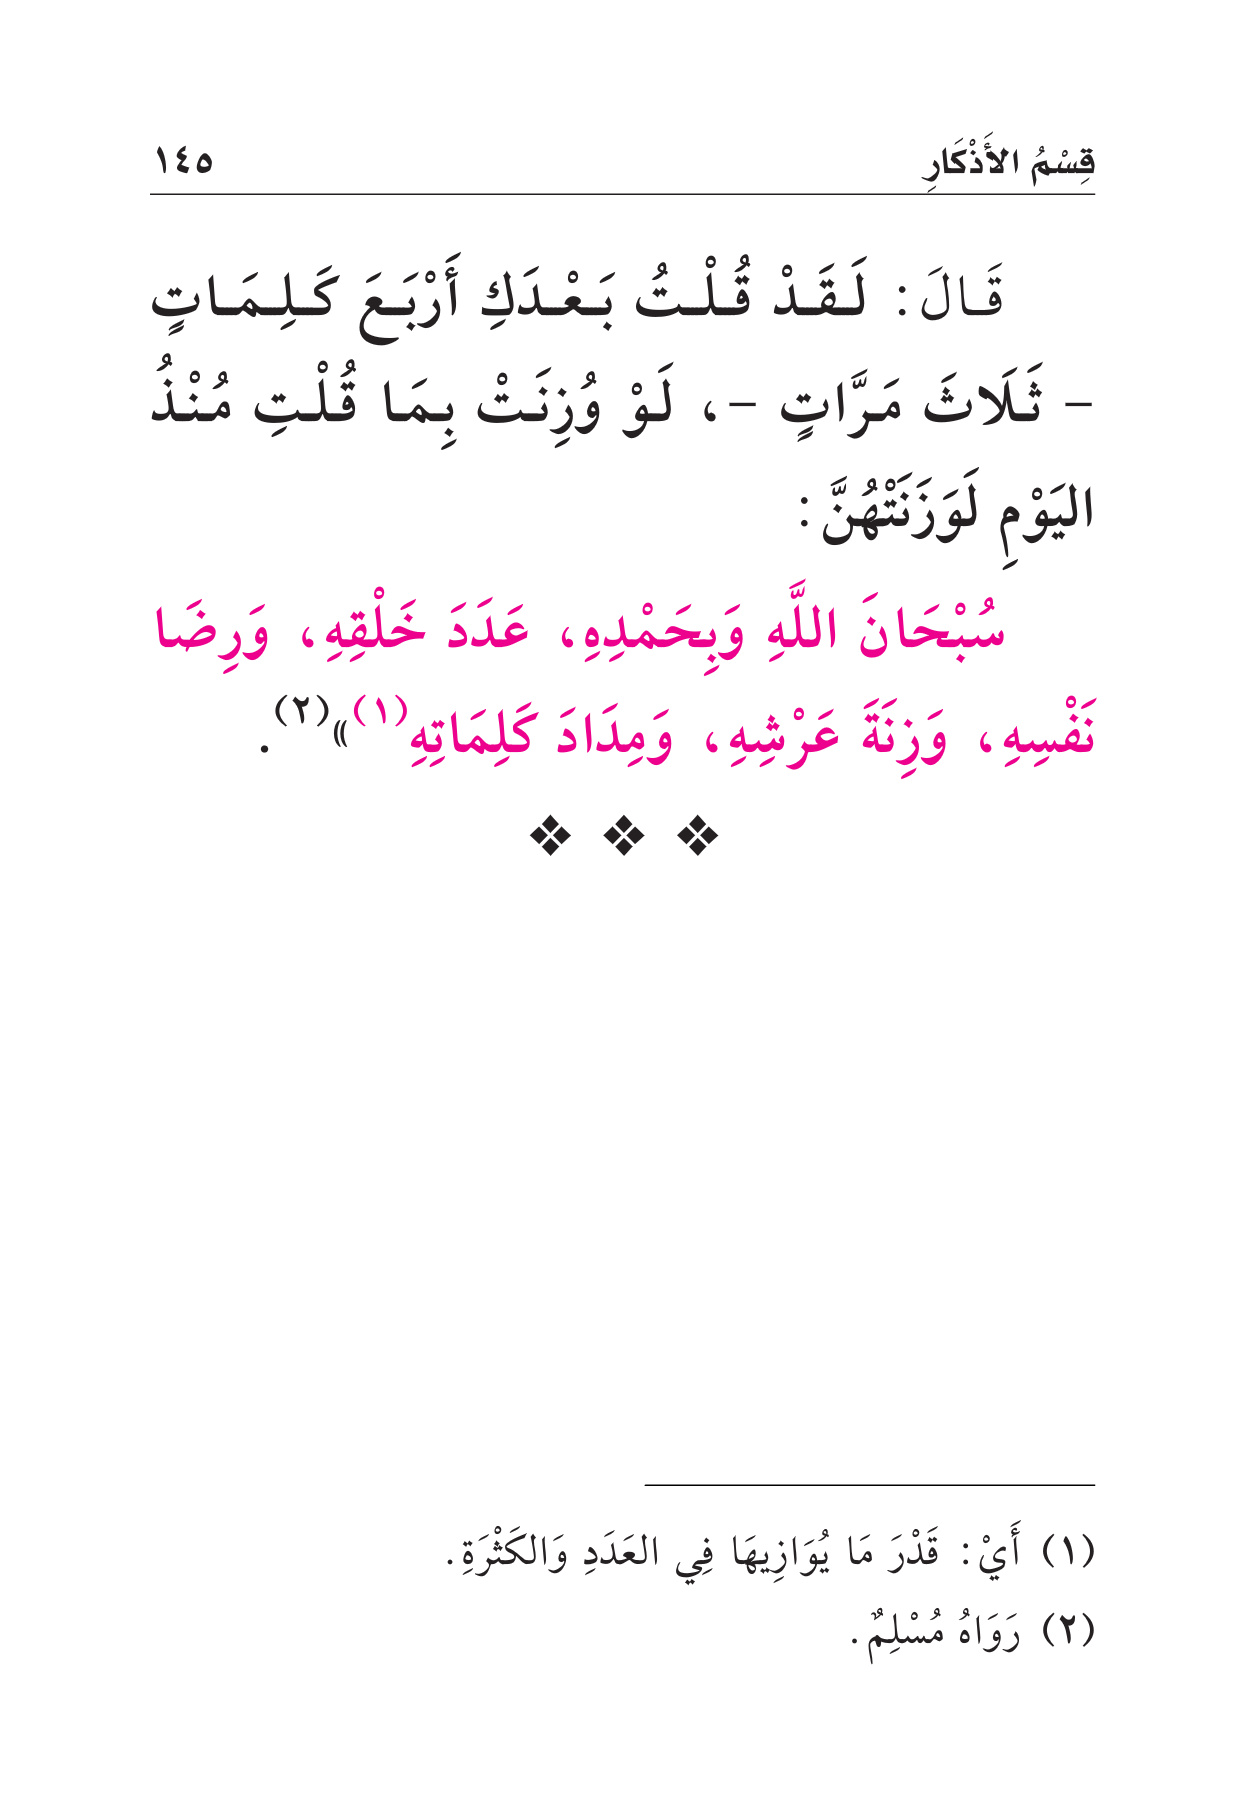 قِسْمُ الأَذْكَارِ ١٤٥
قَالَ: لَقَدْ قُلْتُ بَعْدَكِ أَرْبَعَ كَلِمَاتٍ
- ثَلَاثَ مَرَّاتٍ -، لَوْ وُزِنَتْ بِمَا قُلْتِ مُنْذُ
اليَوْمِ لَوَزَنَتْهُنَّ:
سُبْحَانَ اللَّهِ وَبِحَمْدِهِ، عَدَدَ خَلْقِهِ، وَرِضَا
نَفْسِهِ، وَزِنَةَ عَرْشِهِ، وَمِدَادَ كَلِمَاتِهِ(١)»(٢).
(١) أَيْ: قَدْرَ مَا يُوَازِيهَا فِي العَدَدِ وَالكَثْرَةِ.
(٢) رَوَاهُ مُسْلِمٌ.